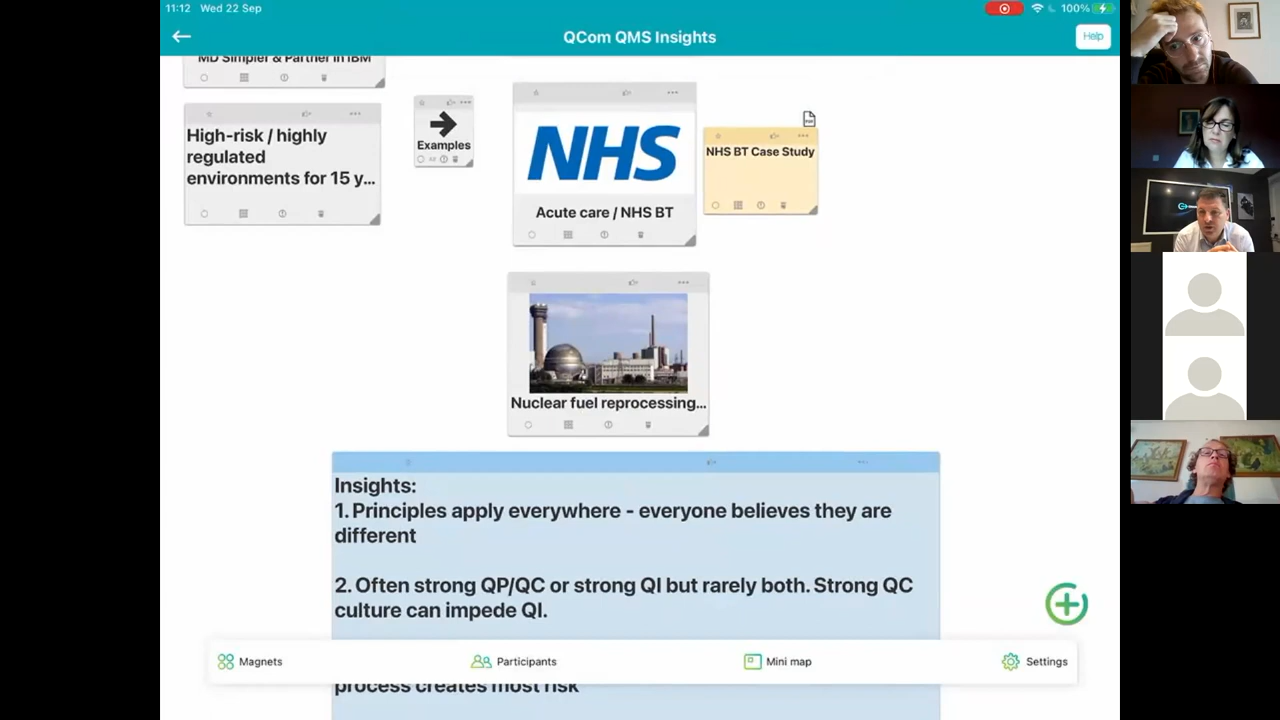 11:12 Wed 22 Sep
100%
QCom QMS Insights
Help
MD Simpler & Partner in IBM
High-risk / highly
regulated
environments for 15 y...
Examples
NHS
Acute care / NHS BT
NHS BT Case Study
Nuclear fuel reprocessing...
Insights:
1. Principles apply everywhere - everyone believes they are
different
2. Often strong QP/QC or strong QI but rarely both. Strong QC
culture can impede QI.
Magnets
Participants
Mini map
Settings
process creates most risk